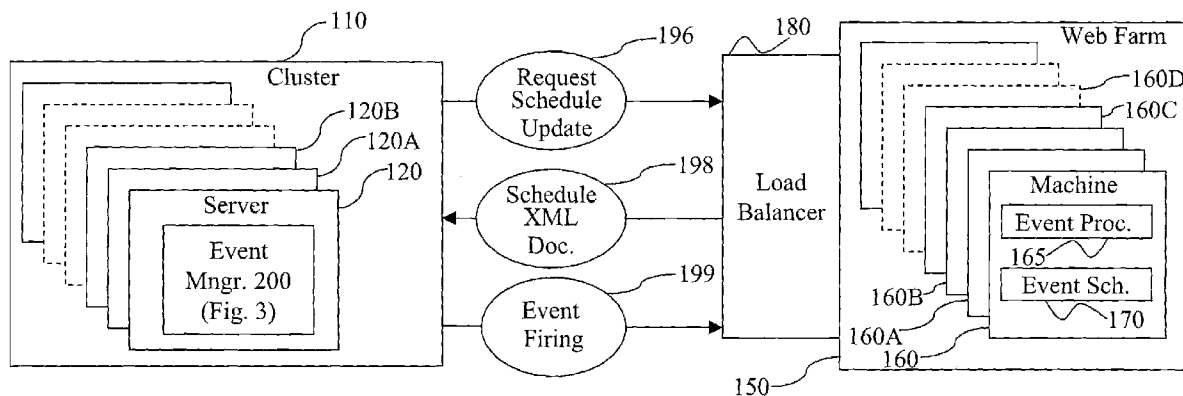 110
Cluster
120B
120A
120
Server
Event
Mngr. 200
(Fig. 3)
196
Request
Schedule
Update
198
Schedule
XML
Doc.
199
Event
Firing
180
Load
Balancer
150
Web Farm
160D
160C
Machine
Event Proc.
165
Event Sch.
170
160B
160A
160